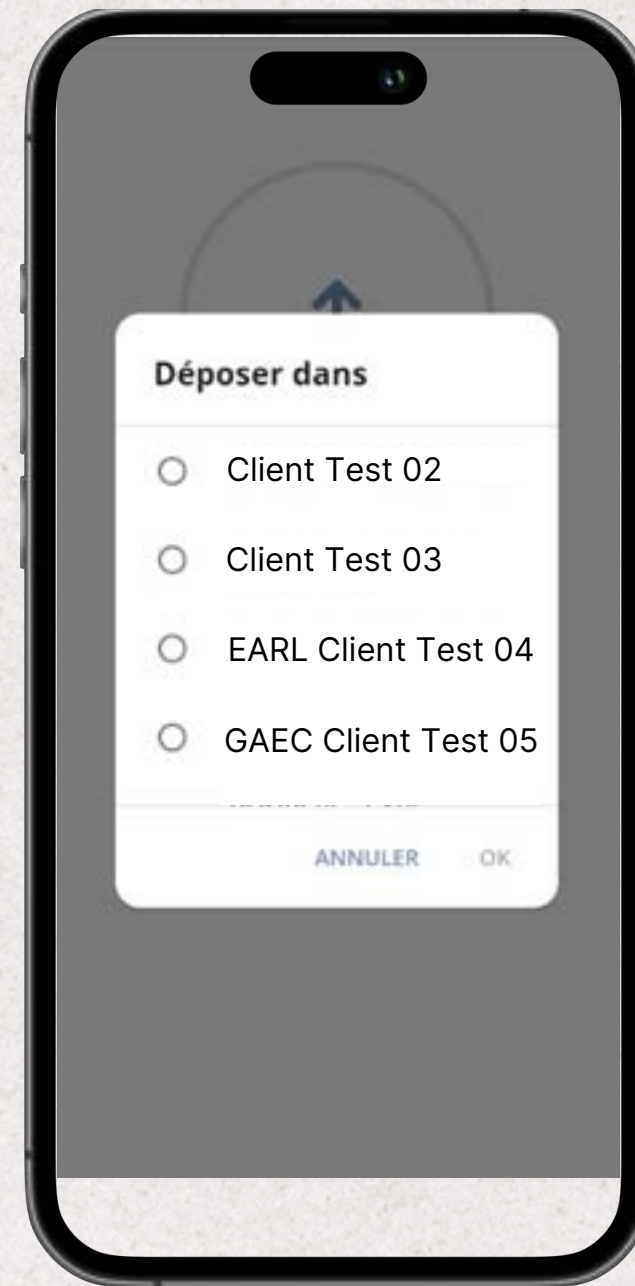 Déposer dans
Client Test 02
Client Test 03
EARL Client Test 04
GAEC Client Test 05
ANNULER OK